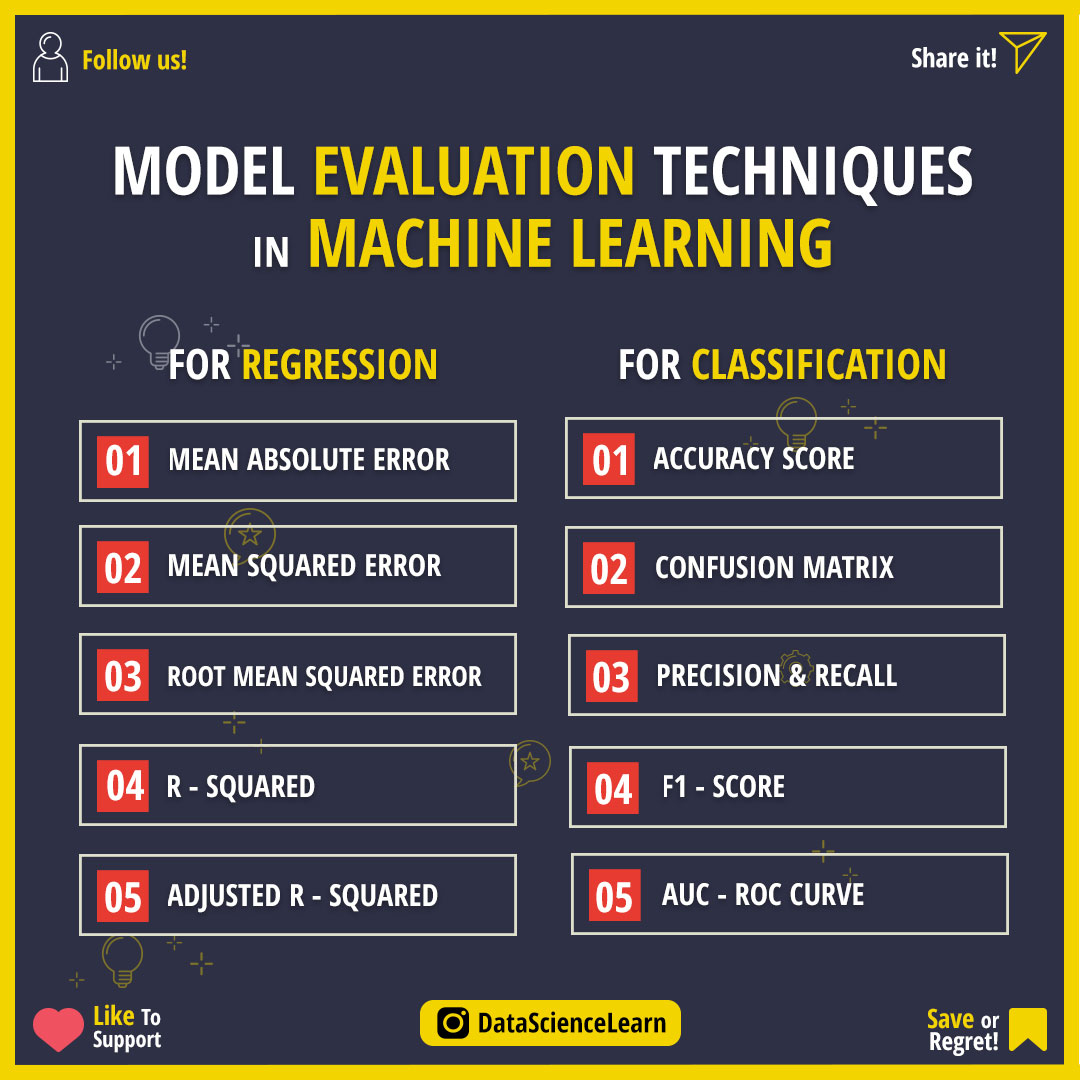 Follow us!
Share it!
MODEL EVALUATION TECHNIQUES
IN MACHINE LEARNING
FOR REGRESSION
01 MEAN ABSOLUTE ERROR
02 MEAN SQUARED ERROR
03 ROOT MEAN SQUARED ERROR
04 R - SQUARED
05 ADJUSTED R - SQUARED
FOR CLASSIFICATION
01 ACCURACY SCORE
02 CONFUSION MATRIX
03 PRECISION & RECALL
04 F1 - SCORE
05 AUC - ROC CURVE
Like To
Support
DataScienceLearn
Save or
Regret!